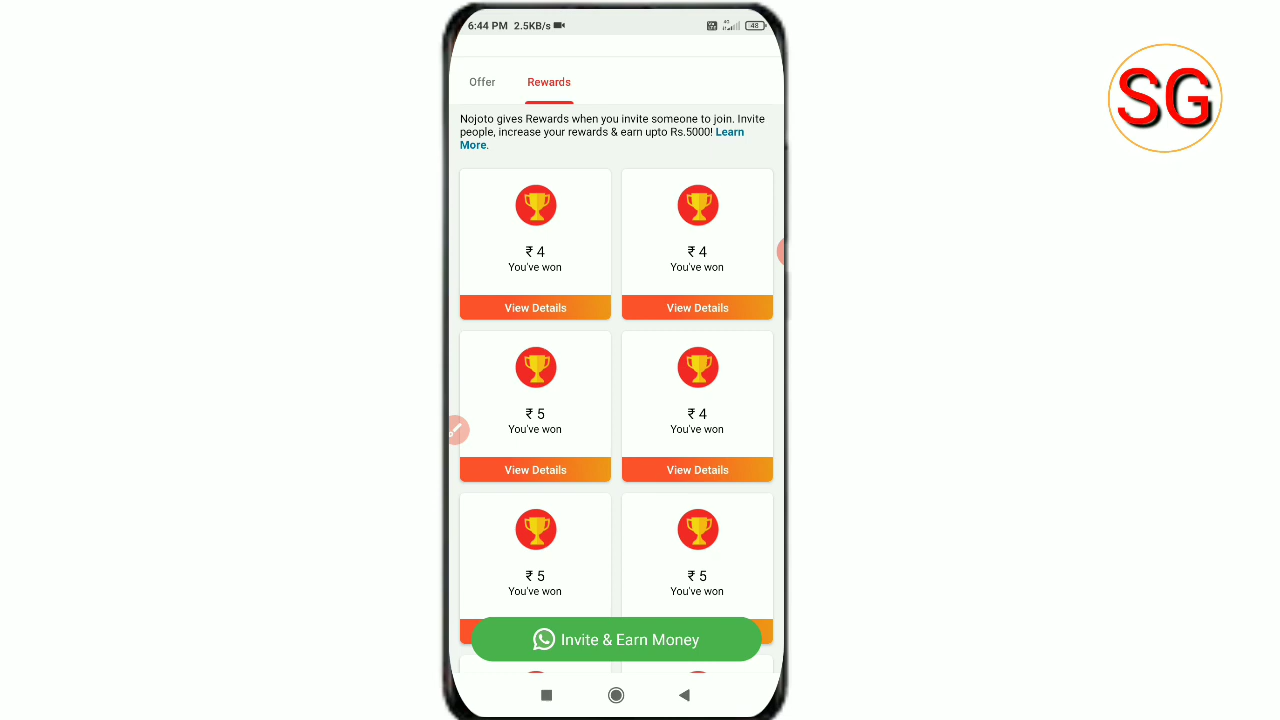 6:44 PM 2.5KB/s
4G
48
SG
Offer
Rewards
Nojoto gives Rewards when you invite someone to join. Invite
people, increase your rewards & earn upto Rs.5000! Learn
More.
₹ 4
You've won
View Details
₹ 4
You've won
View Details
₹ 5
You've won
View Details
₹ 4
You've won
View Details
₹ 5
You've won
₹ 5
You've won
Invite & Earn Money